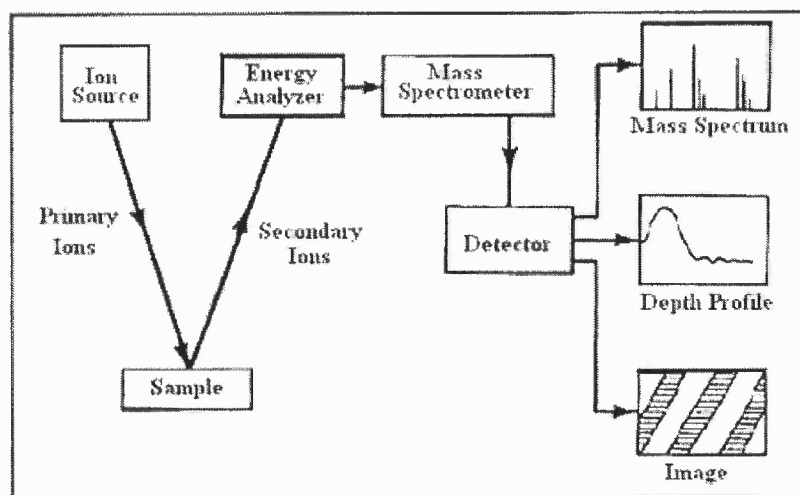 Ion
Source
Energy
Analyzer
Mass
Spectrometer
Mass Spectrum
Primary
Ions
Secondary
Ions
Detector
Depth Profile
Sample
Image